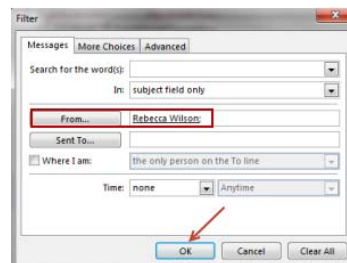 Filter
Messages More Choices Advanced
Search for the word(s):
In: subject field only
From... Rebecca Wilson;
Sent To...
Where I am: the only person on the To line
Time: none Anytime
OK Cancel Clear All